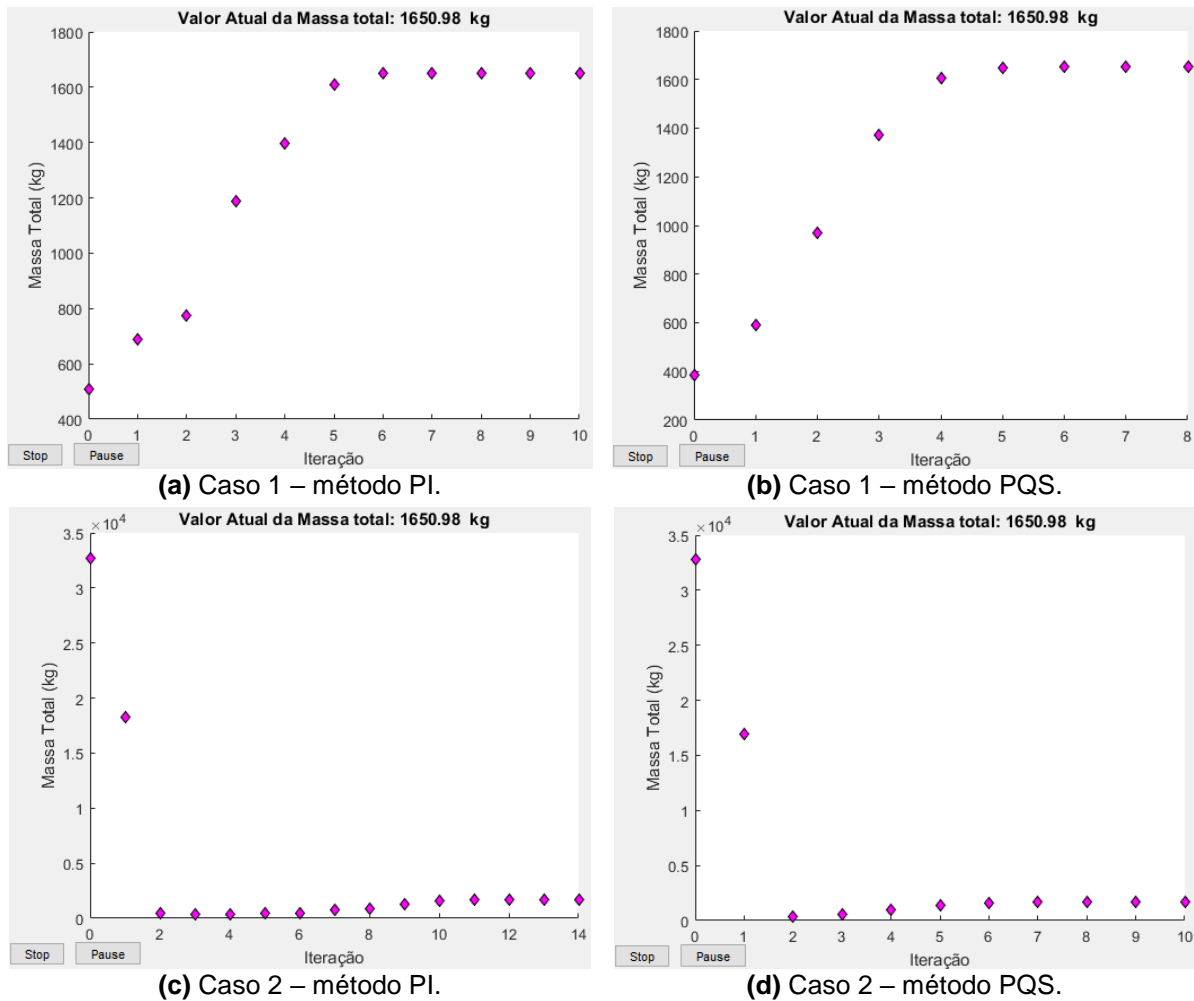 Valor Atual da Massa total: 1650.98 kg
1800
1600
1400
1200
1000
800
600
400
Massa Total (kg)
0 1 2 3 4 5 6 7 8 9 10
Iteração
Stop Pause
(a) Caso 1 – método PI.
Valor Atual da Massa total: 1650.98 kg
1800
1600
1400
1200
1000
800
600
400
200
Massa Total (kg)
0 1 2 3 4 5 6 7 8
Iteração
Stop Pause
(b) Caso 1 – método PQS.
Valor Atual da Massa total: 1650.98 kg
×10⁴
3.5
3
2.5
2
1.5
1
0.5
0
Massa Total (kg)
0 2 4 6 8 10 12 14
Iteração
Stop Pause
(c) Caso 2 – método PI.
Valor Atual da Massa total: 1650.98 kg
×10⁴
3.5
3
2.5
2
1.5
1
0.5
0
Massa Total (kg)
0 1 2 3 4 5 6 7 8 9 10
Iteração
Stop Pause
(d) Caso 2 – método PQS.